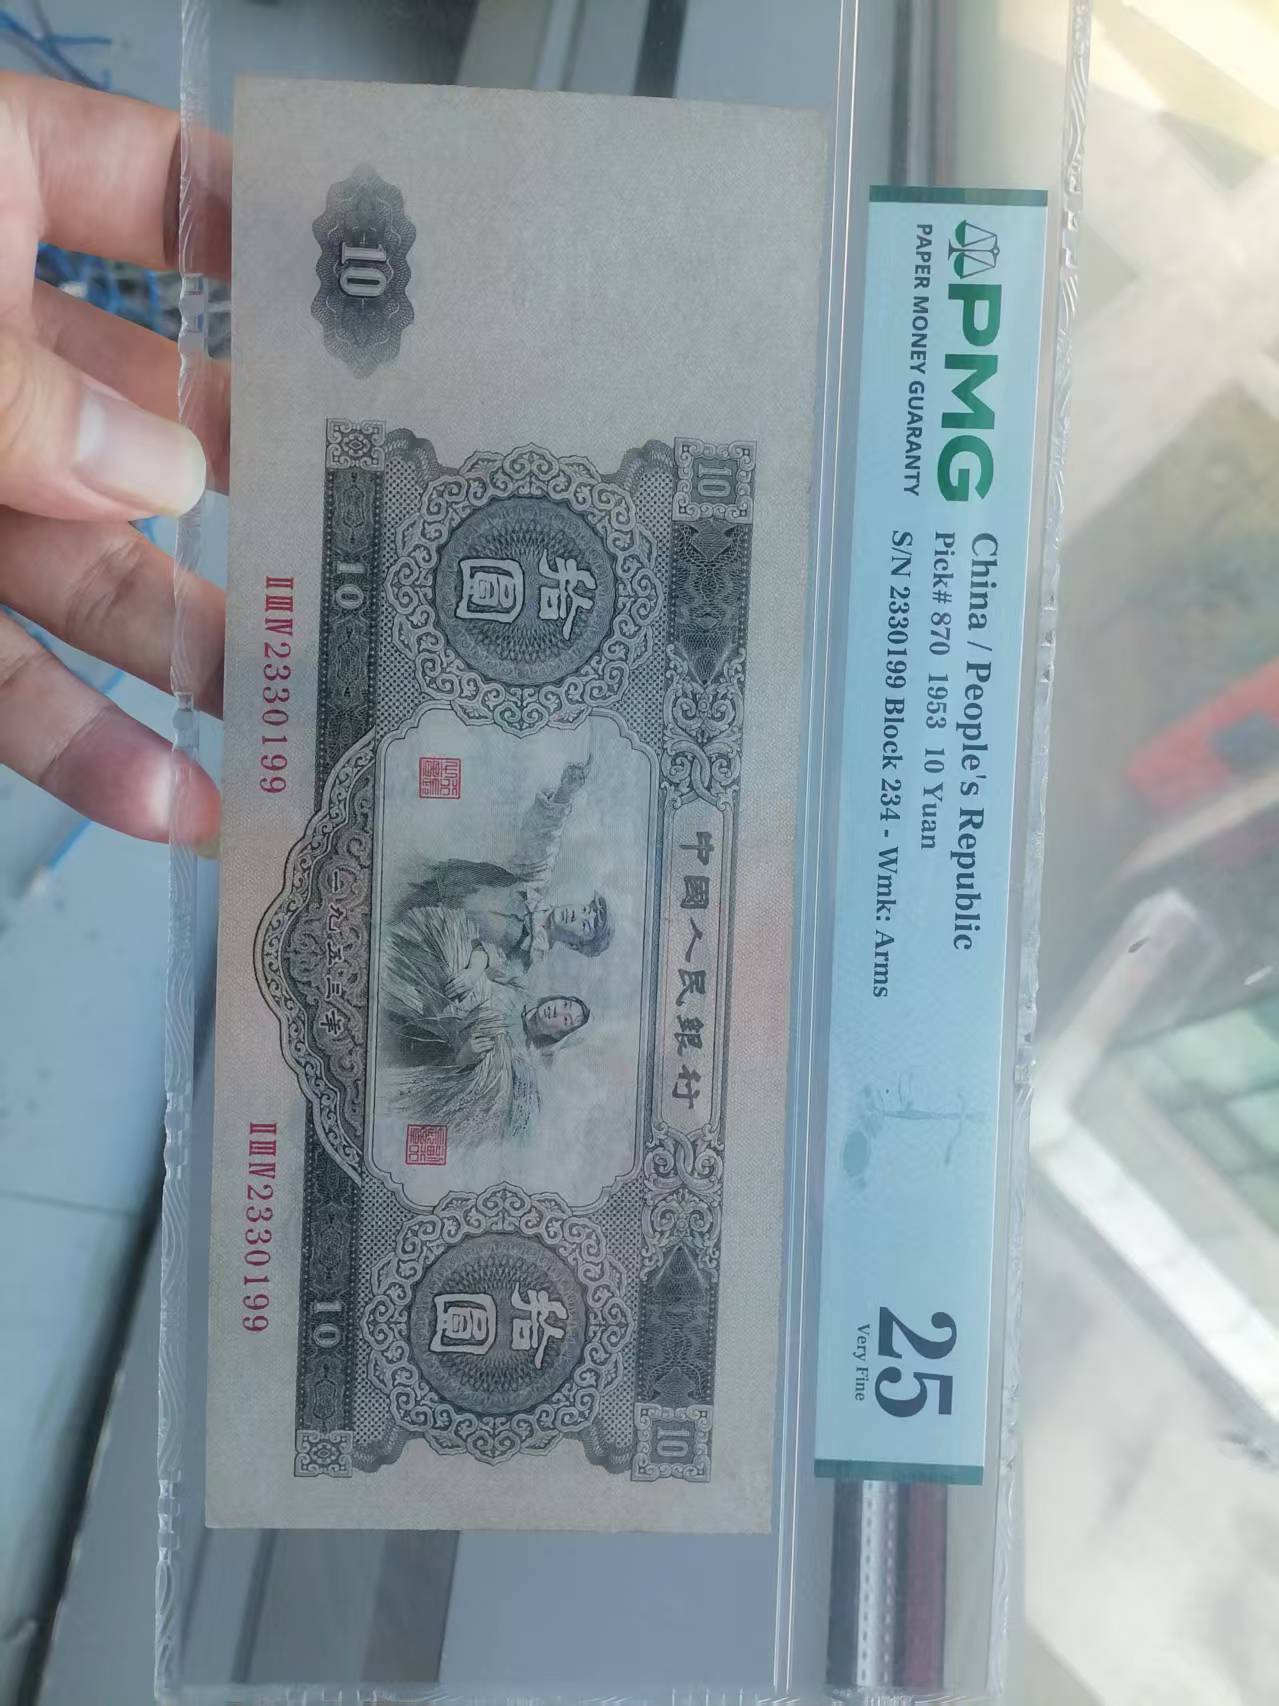 PMG
PAPER MONEY GUARANTY
China / People's Republic
Pick# 870 1953 10 Yuan
S/N 2330199 Block 234 - Wmk: Arms
25
Very Fine
10
10
中國人民銀行
10
拾圓
拾圓
10
一九五三年
10
ⅡⅢⅣ2330199
ⅡⅢⅣ2330199